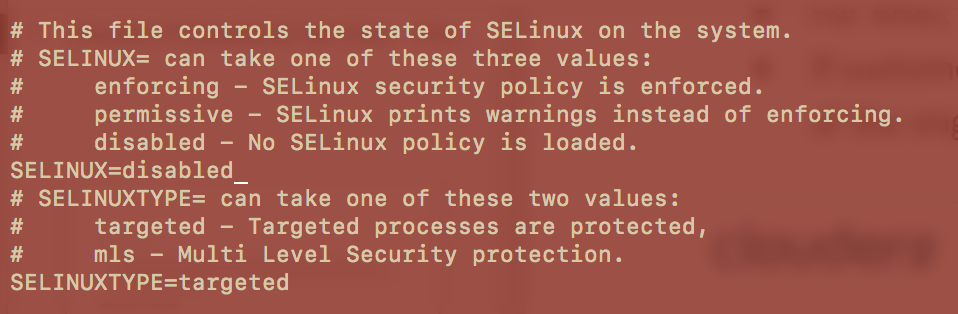 # This file controls the state of SELinux on the system.
# SELINUX= can take one of these three values:
#     enforcing – SELinux security policy is enforced.
#     permissive – SELinux prints warnings instead of enforcing.
#     disabled – No SELinux policy is loaded.
SELINUX=disabled_
# SELINUXTYPE= can take one of these two values:
#     targeted – Targeted processes are protected,
#     mls – Multi Level Security protection.
SELINUXTYPE=targeted
cloudera